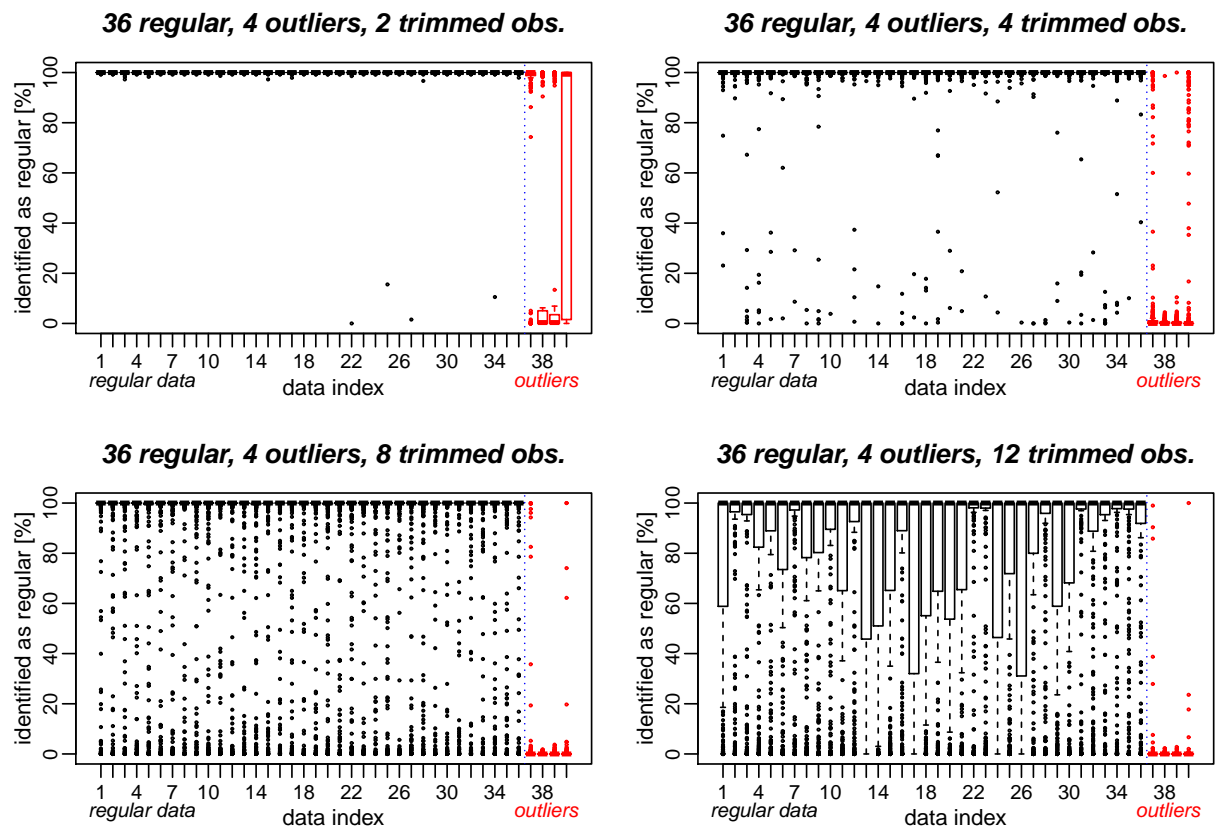 36 regular, 4 outliers, 2 trimmed obs.
identified as regular [%]
100
80
60
40
20
0
1 4 7 10 14 18 22 26 30 34 38
regular data
data index
outliers
36 regular, 4 outliers, 4 trimmed obs.
identified as regular [%]
100
80
60
40
20
0
1 4 7 10 14 18 22 26 30 34 38
regular data
data index
outliers
36 regular, 4 outliers, 8 trimmed obs.
identified as regular [%]
100
80
60
40
20
0
1 4 7 10 14 18 22 26 30 34 38
regular data
data index
outliers
36 regular, 4 outliers, 12 trimmed obs.
identified as regular [%]
100
80
60
40
20
0
1 4 7 10 14 18 22 26 30 34 38
regular data
data index
outliers